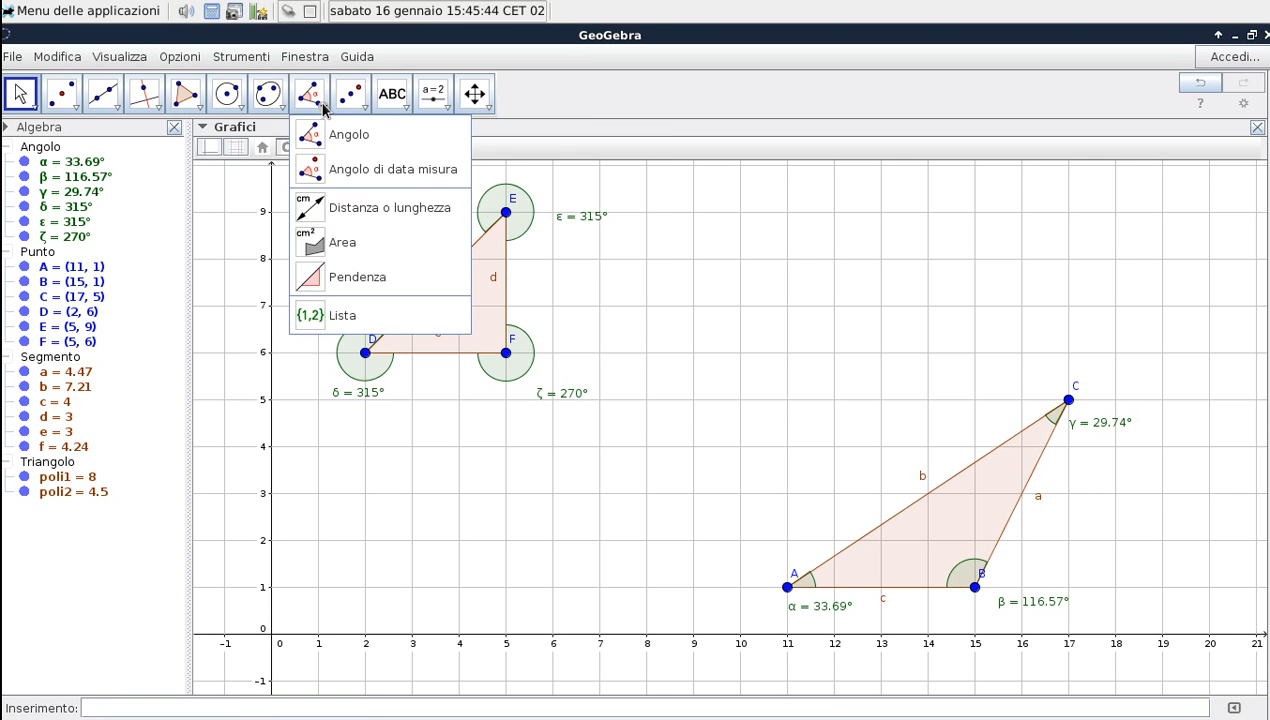 Menu delle applicazioni
sabato 16 gennaio 15:45:44 CET 02
GeoGebra
File Modifica Visualizza Opzioni Strumenti Finestra Guida Accedi...
α ABC a=2
?
Algebra
Grafici
Angolo
α = 33.69°
β = 116.57°
γ = 29.74°
δ = 315°
ε = 315°
ζ = 270°
Punto
A = (11, 1)
B = (15, 1)
C = (17, 5)
D = (2, 6)
E = (5, 9)
F = (5, 6)
Segmento
a = 4.47
b = 7.21
c = 4
d = 3
e = 3
f = 4.24
Triangolo
poli1 = 8
poli2 = 4.5
α Angolo
α Angolo di data misura
cm Distanza o lunghezza
cm² Area
Pendenza
{1,2} Lista
E
ε = 315°
d
D
F
δ = 315°
ζ = 270°
C
γ = 29.74°
b
a
A
B
α = 33.69°
c
β = 116.57°
9
8
7
6
5
4
3
2
1
0
-1
-1 0 1 2 3 4 5 6 7 8 9 10 11 12 13 14 15 16 17 18 19 20 21
Inserimento: